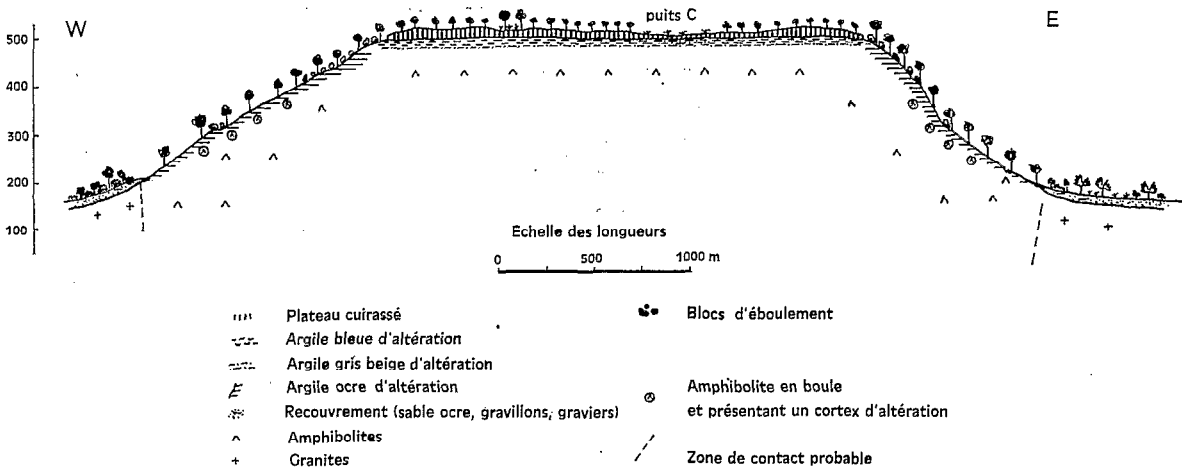 W
puits C
E
500
400
300
200
100
Echelle des longueurs
0 500 1000 m
Plateau cuirassé
Argile bleue d'altération
Argile gris beige d'altération
Argile ocre d'altération
Recouvrement (sable ocre, gravillons, graviers)
Amphibolites
Granites
Blocs d'éboulement
Amphibolite en boule
et présentant un cortex d'altération
Zone de contact probable